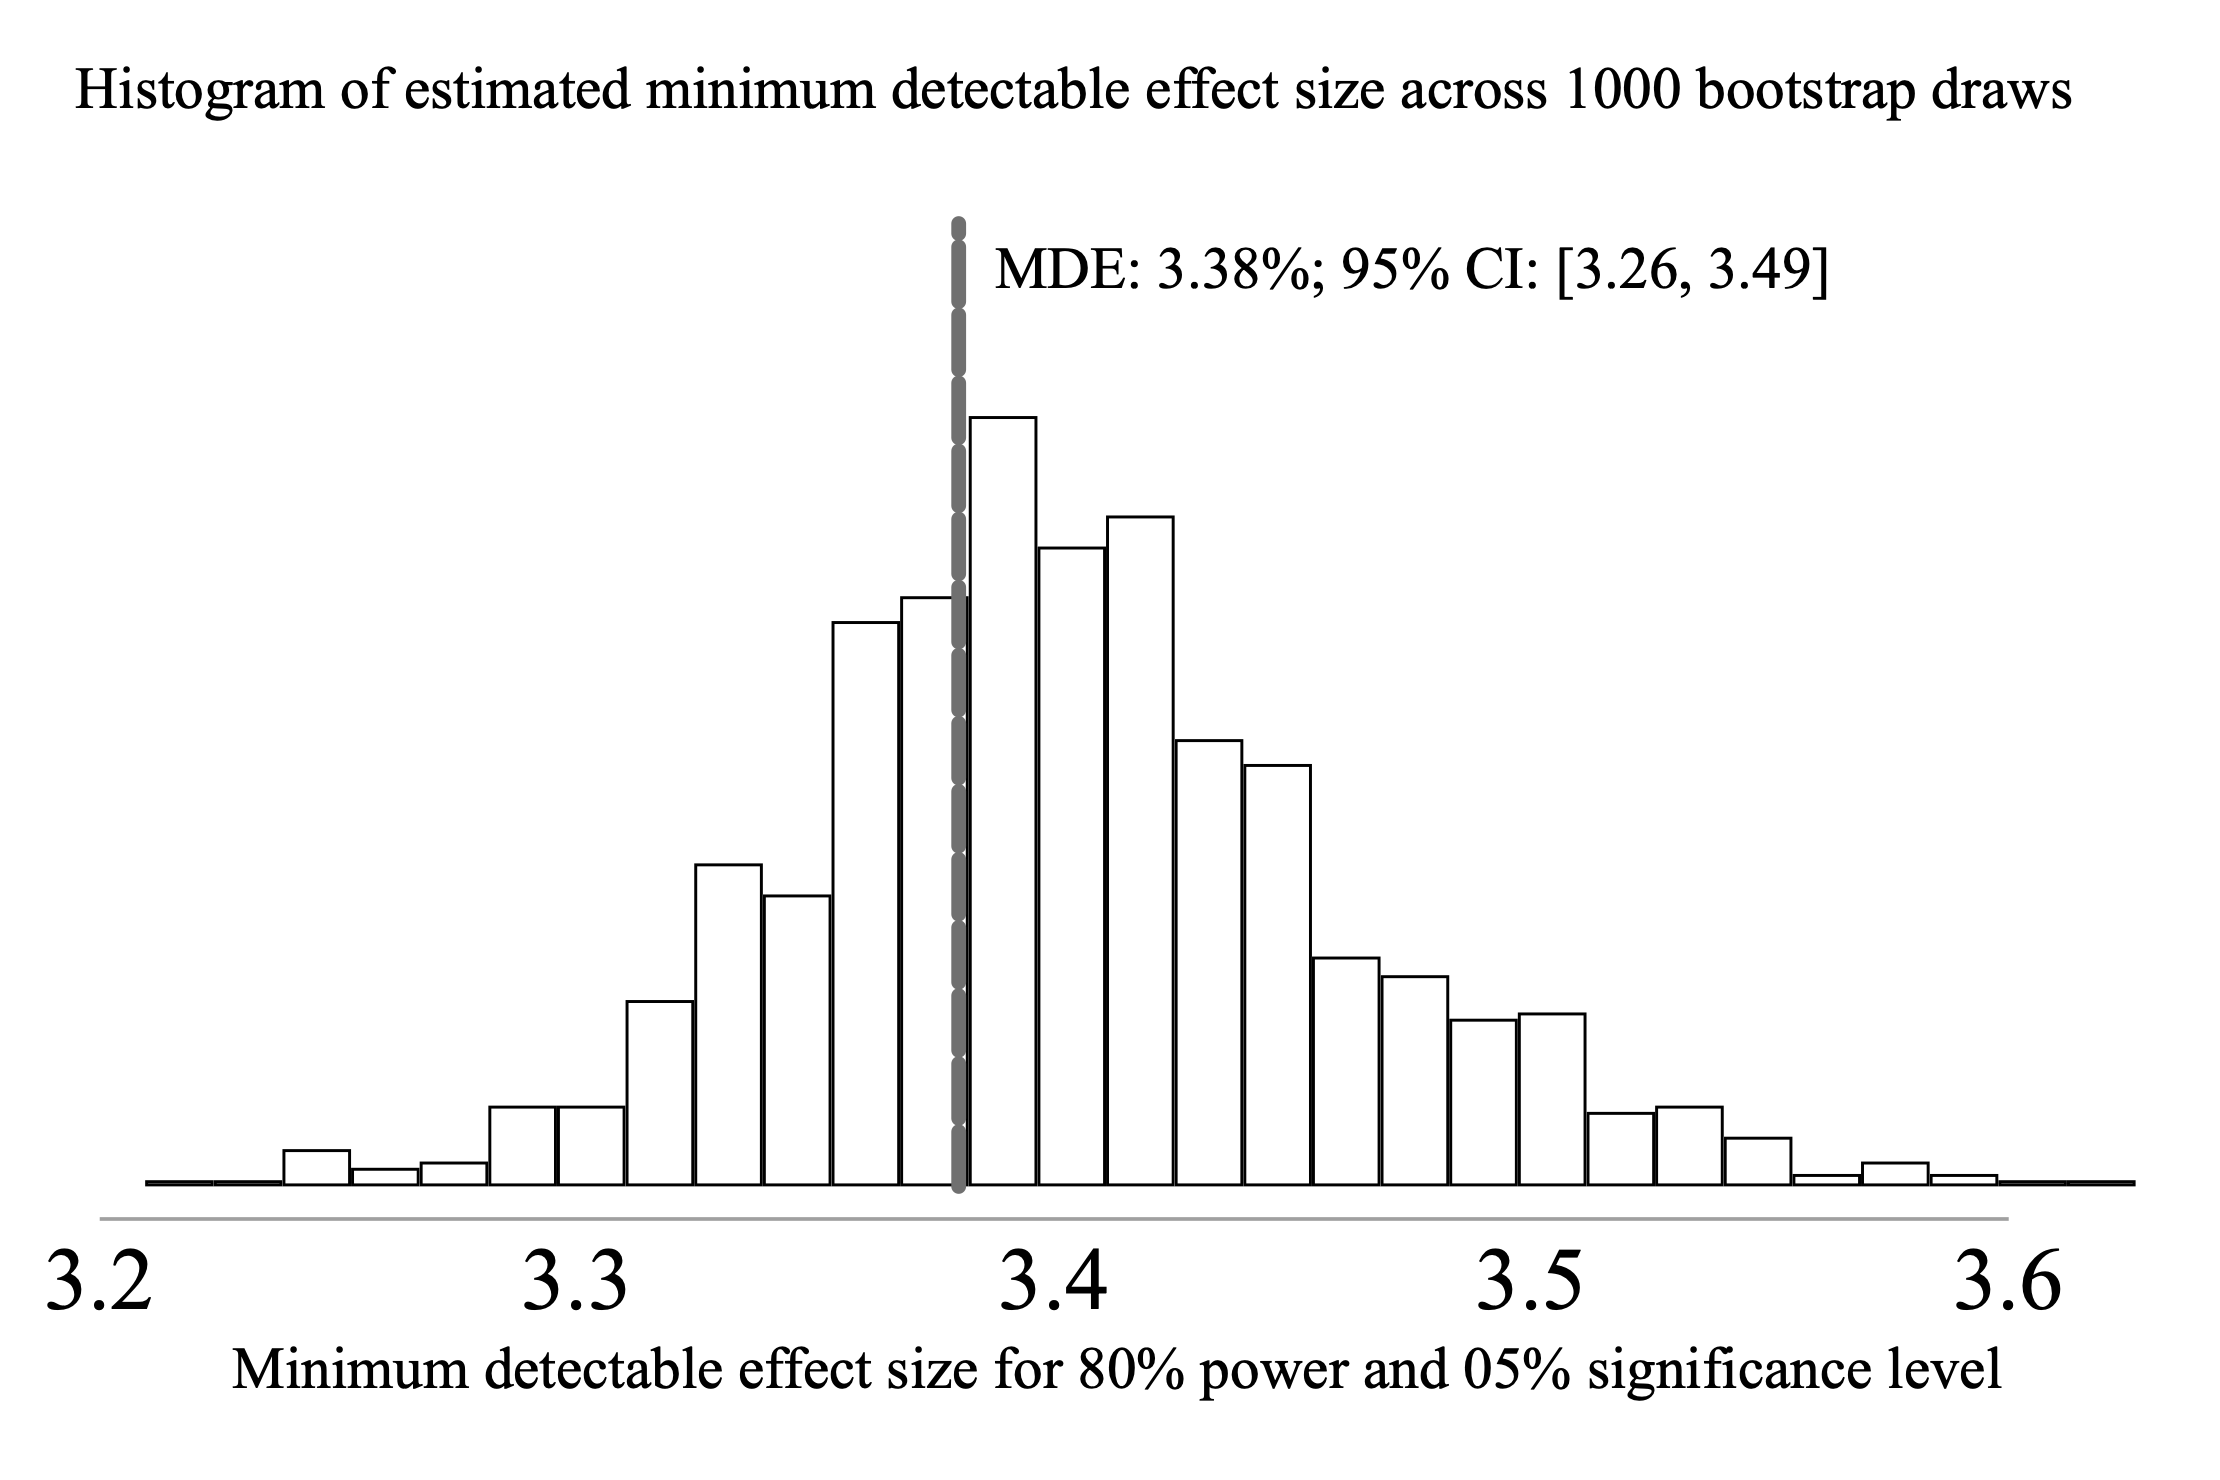 Histogram of estimated minimum detectable effect size across 1000 bootstrap draws
MDE: 3.38%; 95% CI: [3.26, 3.49]
3.2 3.3 3.4 3.5 3.6
Minimum detectable effect size for 80% power and 05% significance level